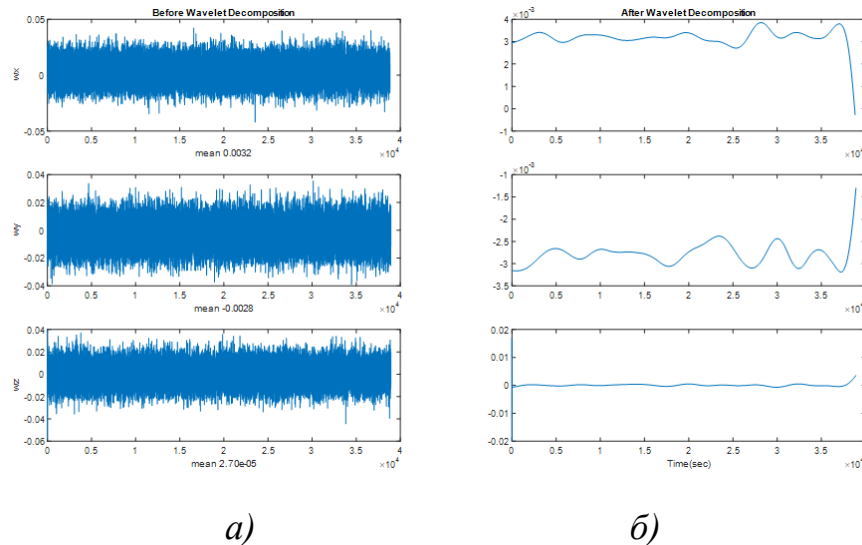 Before Wavelet Decomposition
0.05
0
-0.05
wx
0 0.5 1 1.5 2 2.5 3 3.5 4
×10⁴
mean 0.0032
0.04
0.02
0
-0.02
-0.04
wy
0 0.5 1 1.5 2 2.5 3 3.5 4
×10⁴
mean -0.0028
0.04
0.02
0
-0.02
-0.04
-0.06
wz
0 0.5 1 1.5 2 2.5 3 3.5 4
×10⁴
mean 2.70e-05
а)
After Wavelet Decomposition
×10⁻³
4
3
2
1
0
-1
0 0.5 1 1.5 2 2.5 3 3.5 4
×10⁴
×10⁻³
-1
-1.5
-2
-2.5
-3
-3.5
0 0.5 1 1.5 2 2.5 3 3.5 4
×10⁴
0.02
0.01
0
-0.01
-0.02
0 0.5 1 1.5 2 2.5 3 3.5
Time(sec)
б)